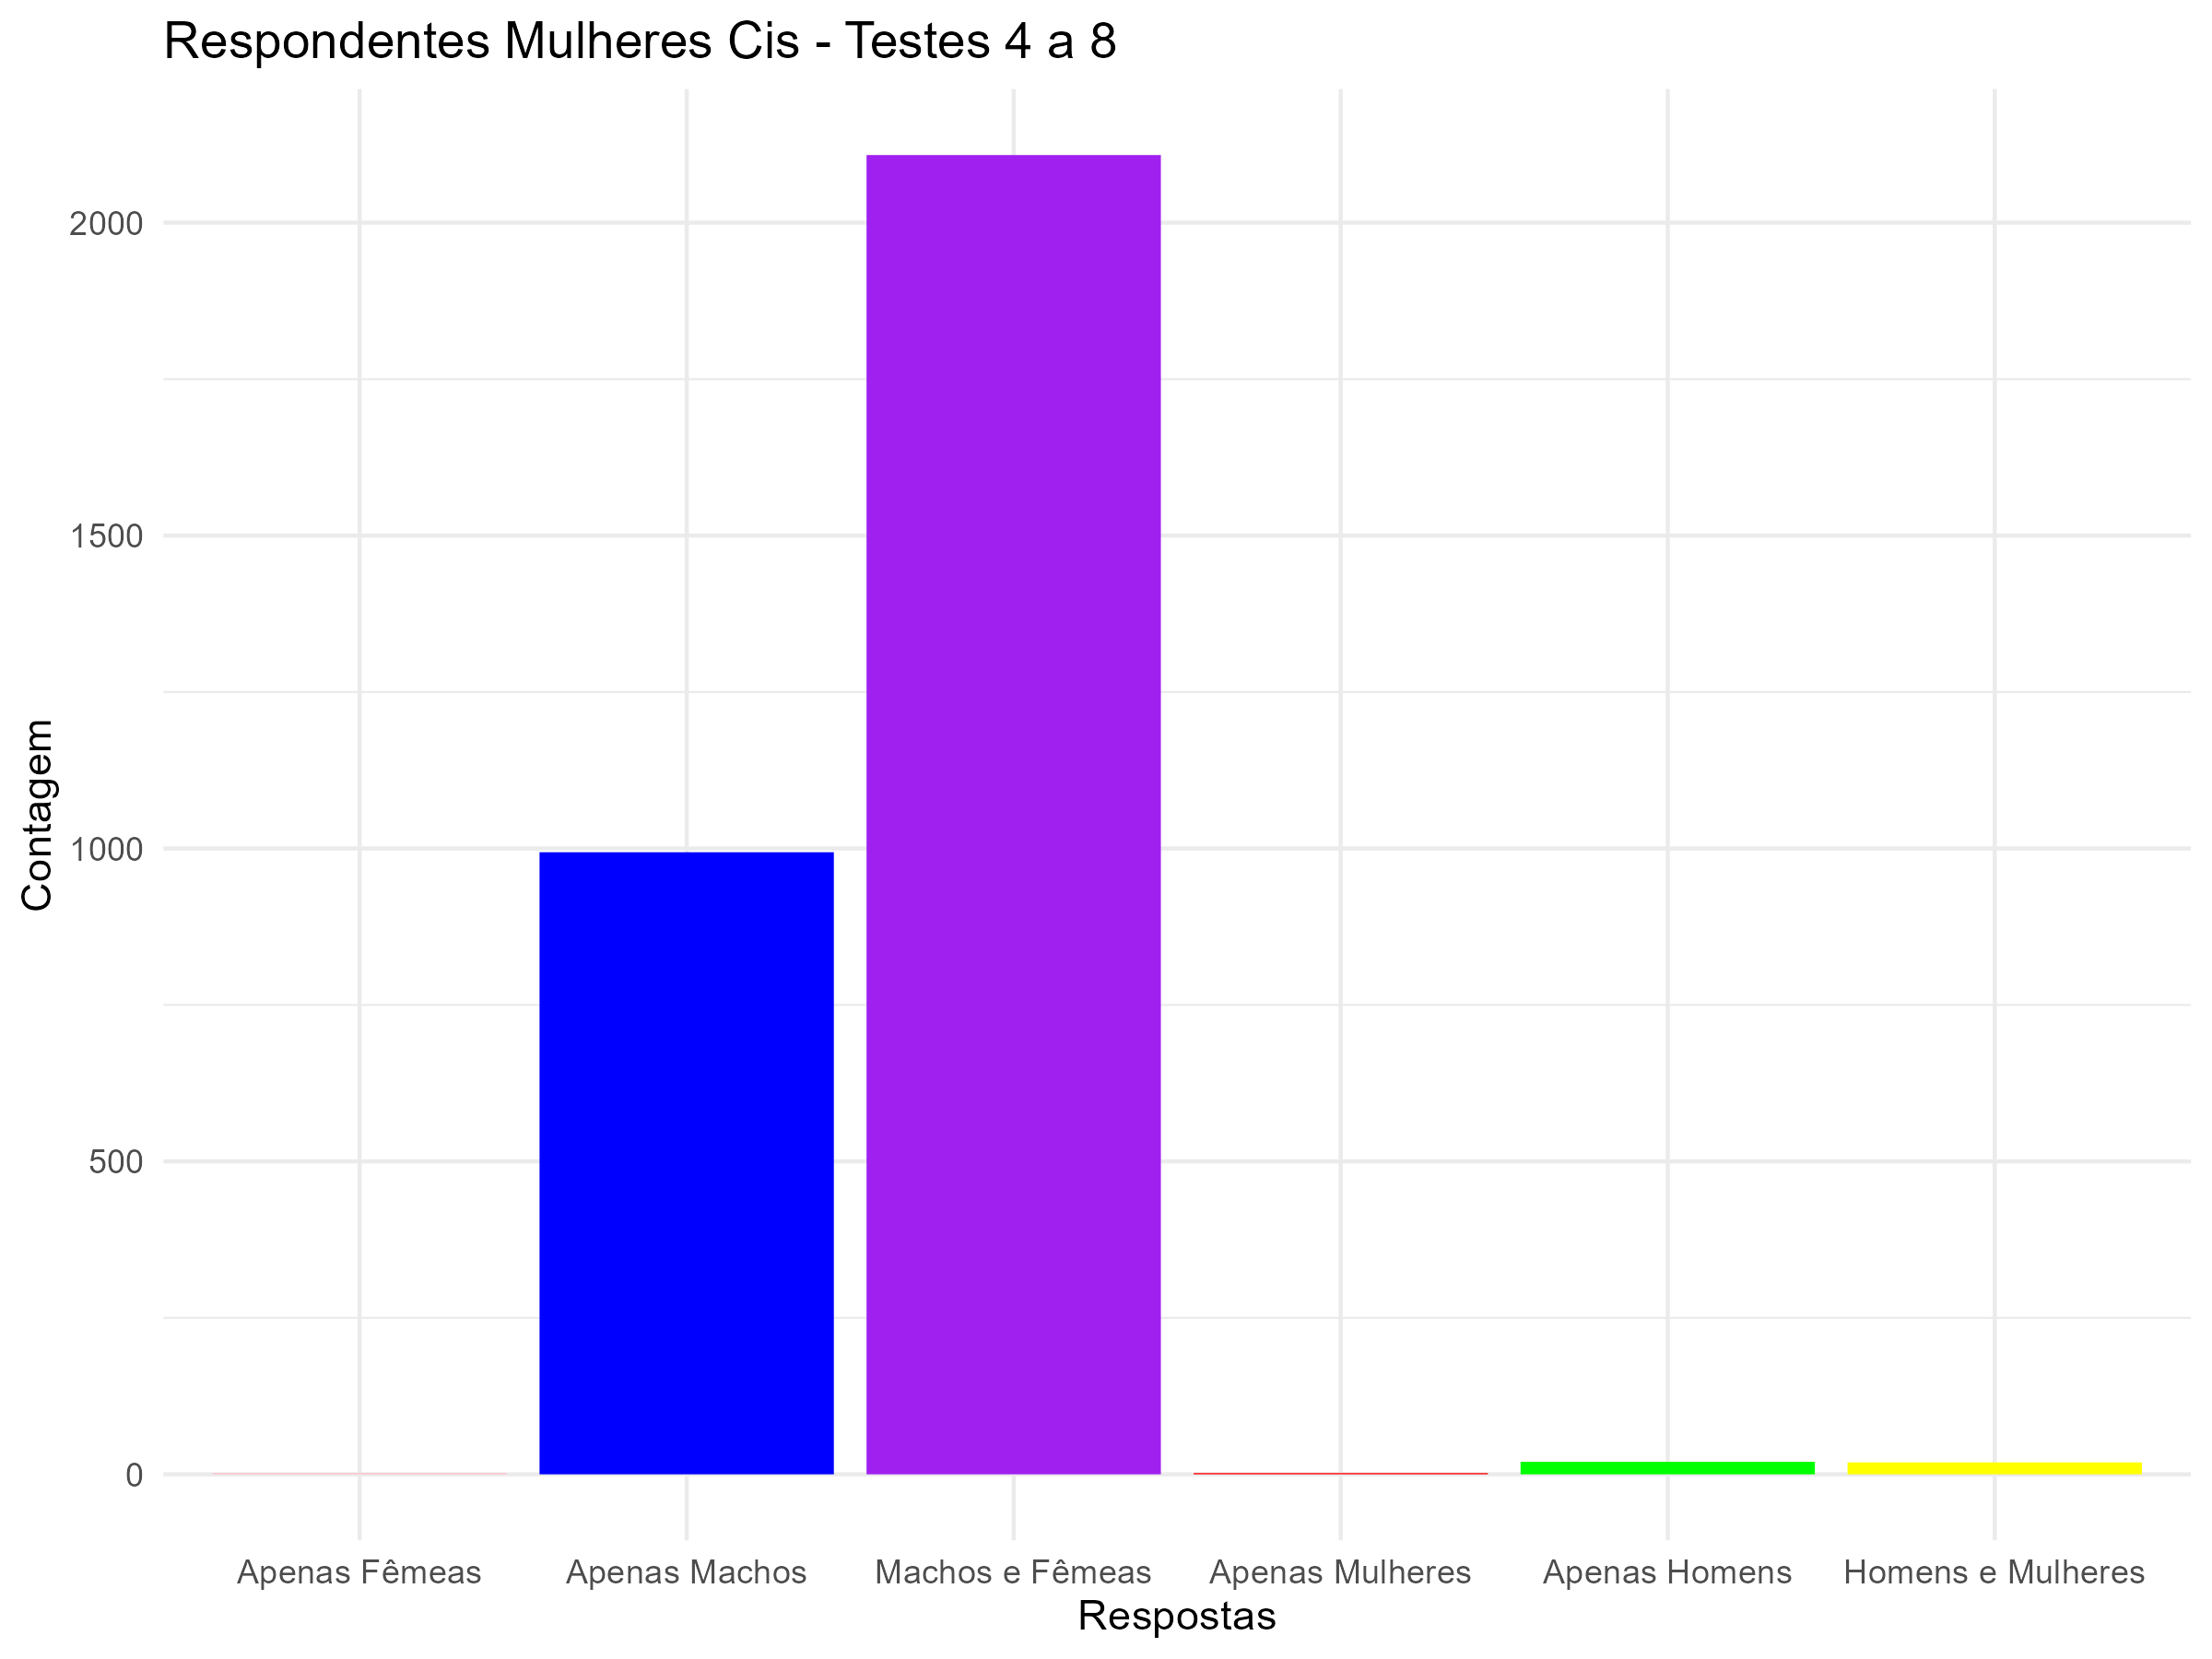 Respondentes Mulheres Cis - Testes 4 a 8
Contagem
2000
1500
1000
500
0
Apenas Fêmeas
Apenas Machos
Machos e Fêmeas
Apenas Mulheres
Apenas Homens
Homens e Mulheres
Respostas